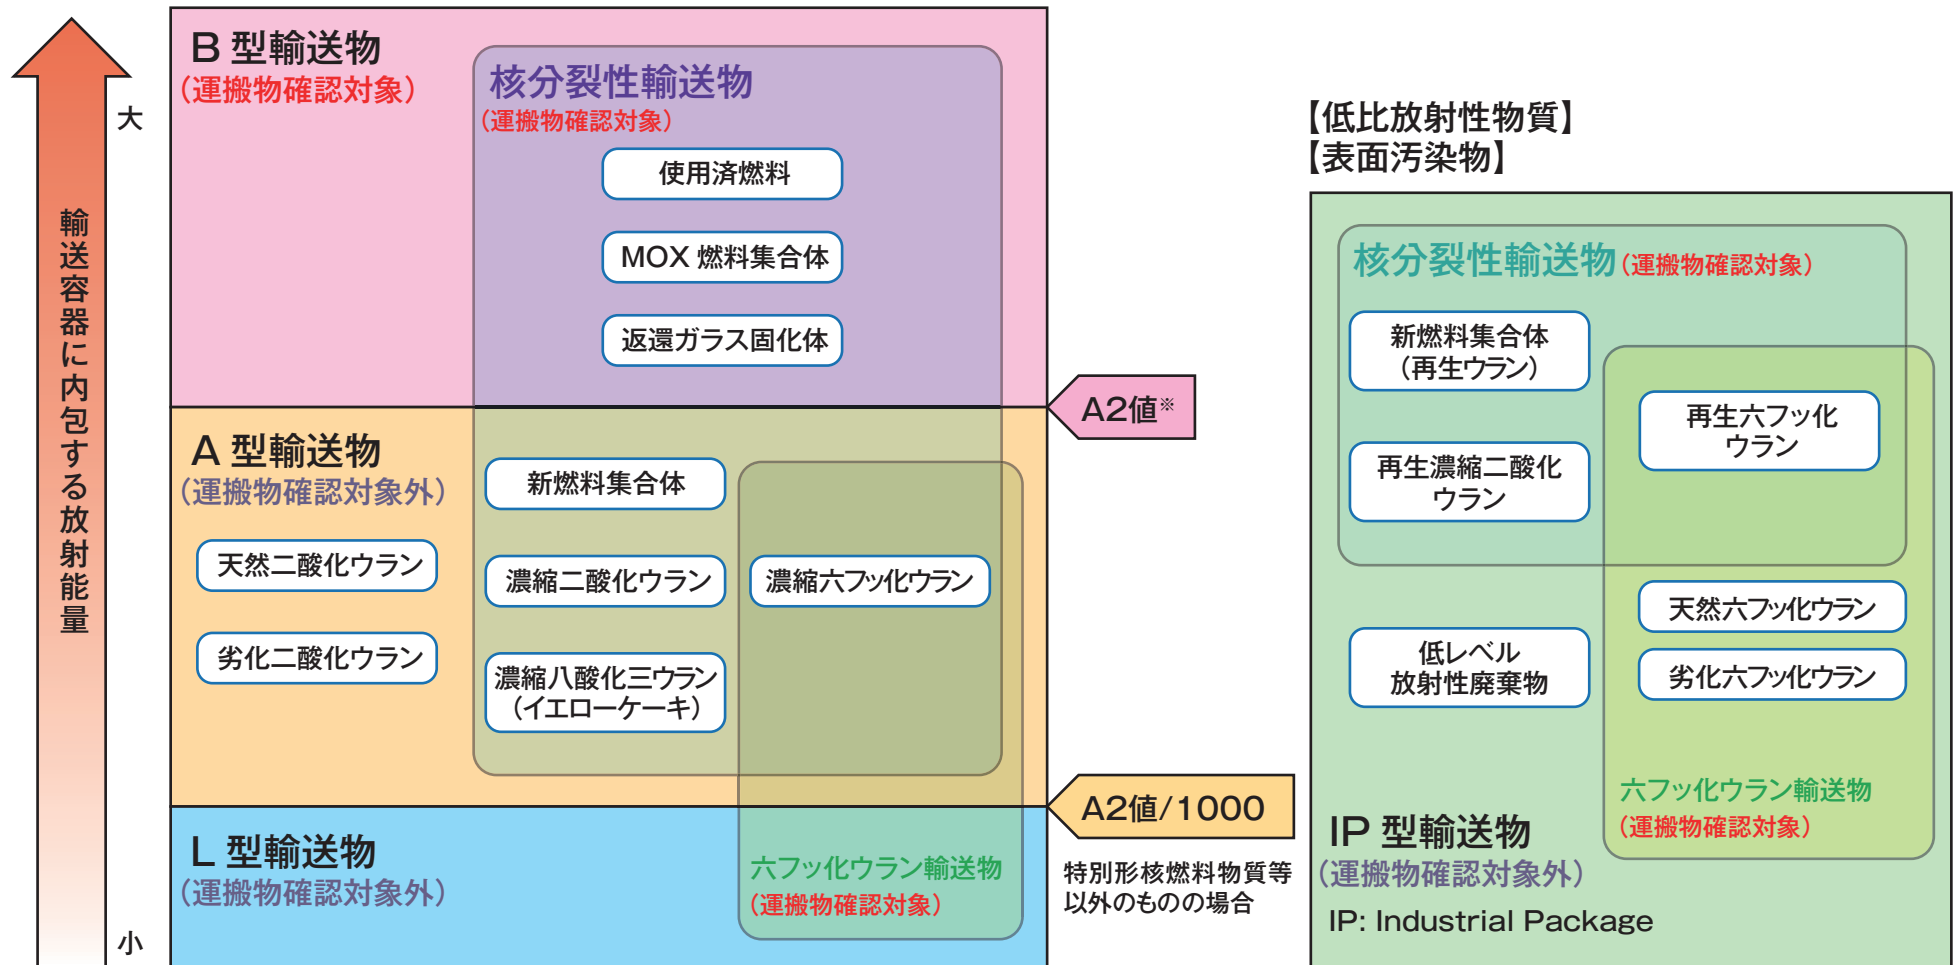 大
輸送容器に内包する放射能量
小
B 型輸送物
(運搬物確認対象)
核分裂性輸送物
(運搬物確認対象)
使用済燃料
MOX 燃料集合体
返還ガラス固化体
A2値※
A 型輸送物
(運搬物確認対象外)
天然二酸化ウラン
劣化二酸化ウラン
新燃料集合体
濃縮二酸化ウラン
濃縮八酸化三ウラン
(イエローケーキ)
濃縮六フッ化ウラン
A2値/1000
特別形核燃料物質等
以外のものの場合
L 型輸送物
(運搬物確認対象外)
六フッ化ウラン輸送物
(運搬物確認対象)
【低比放射性物質】
【表面汚染物】
核分裂性輸送物(運搬物確認対象)
新燃料集合体
(再生ウラン)
再生濃縮二酸化
ウラン
再生六フッ化
ウラン
天然六フッ化ウラン
劣化六フッ化ウラン
低レベル
放射性廃棄物
六フッ化ウラン輸送物
(運搬物確認対象)
IP 型輸送物
(運搬物確認対象外)
IP: Industrial Package